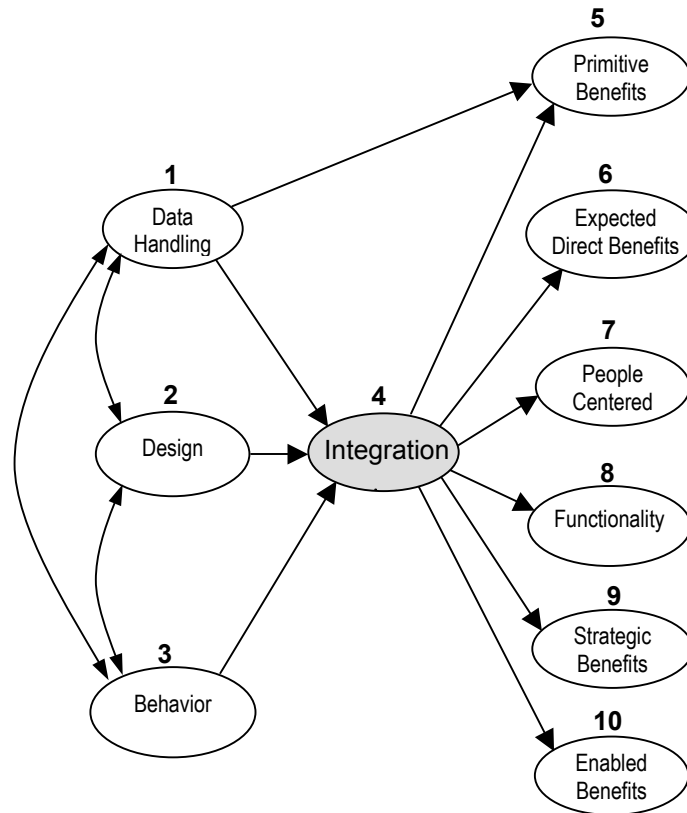 5
Primitive
Benefits
1
Data
Handling
6
Expected
Direct Benefits
7
People
Centered
2
Design
4
Integration
8
Functionality
9
Strategic
Benefits
3
Behavior
10
Enabled
Benefits